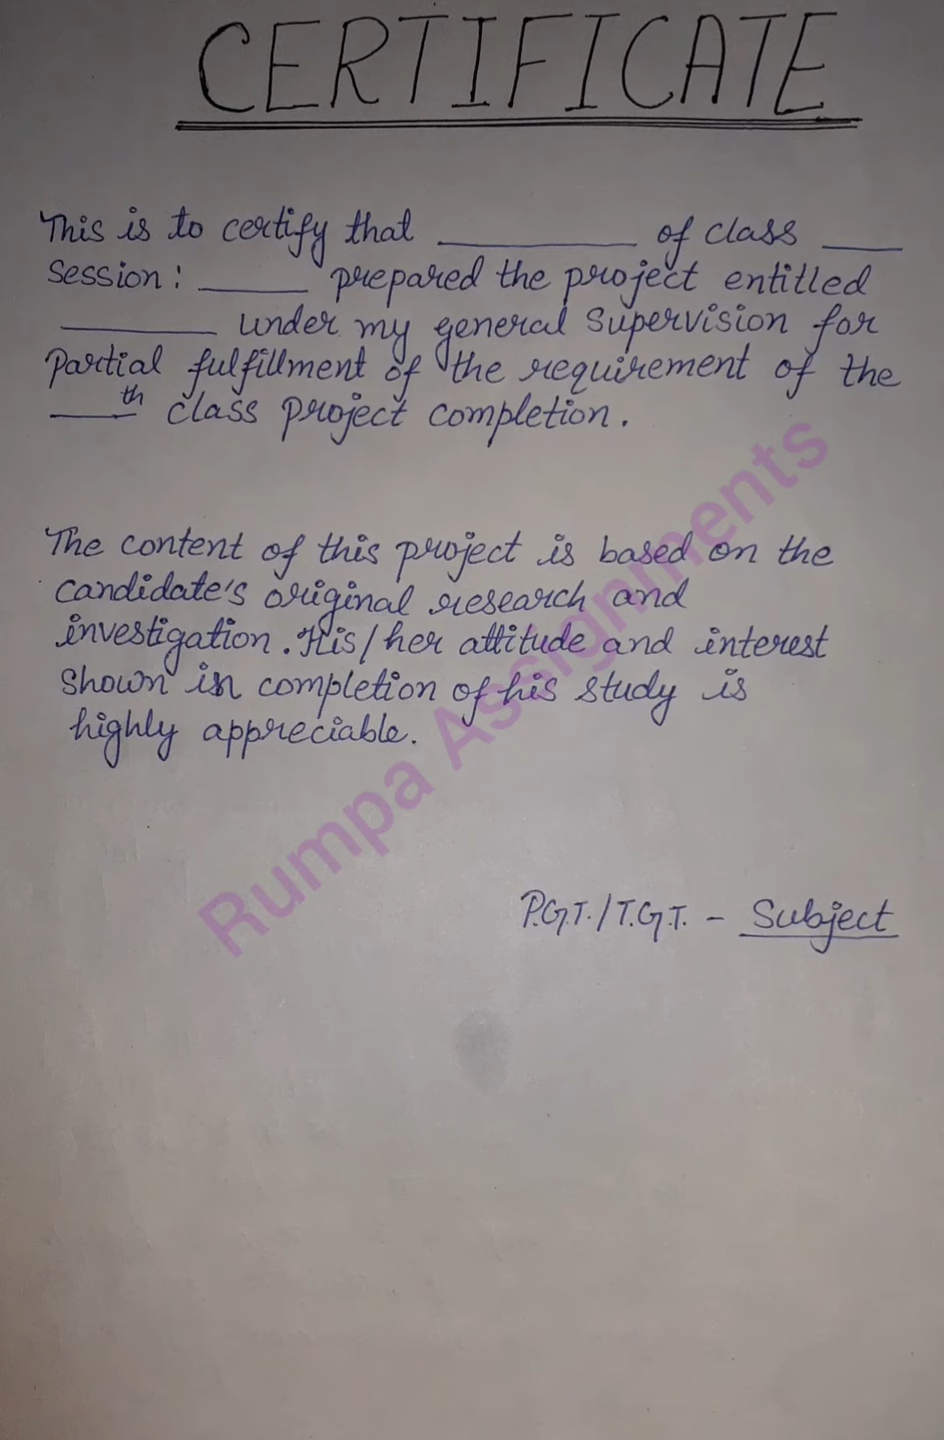 CERTIFICATE
This is to certify that __________ of class ____
Session: ______ prepared the project entitled
________ under my general Supervision for
Partial fulfillment of the requirement of the
____th class project completion.
The content of this project is based on the
candidate's original research and
investigation. His/her attitude and interest
shown in completion of his study is
highly appreciable.
P.G.T./T.G.T. - Subject
Rumpa Assignments